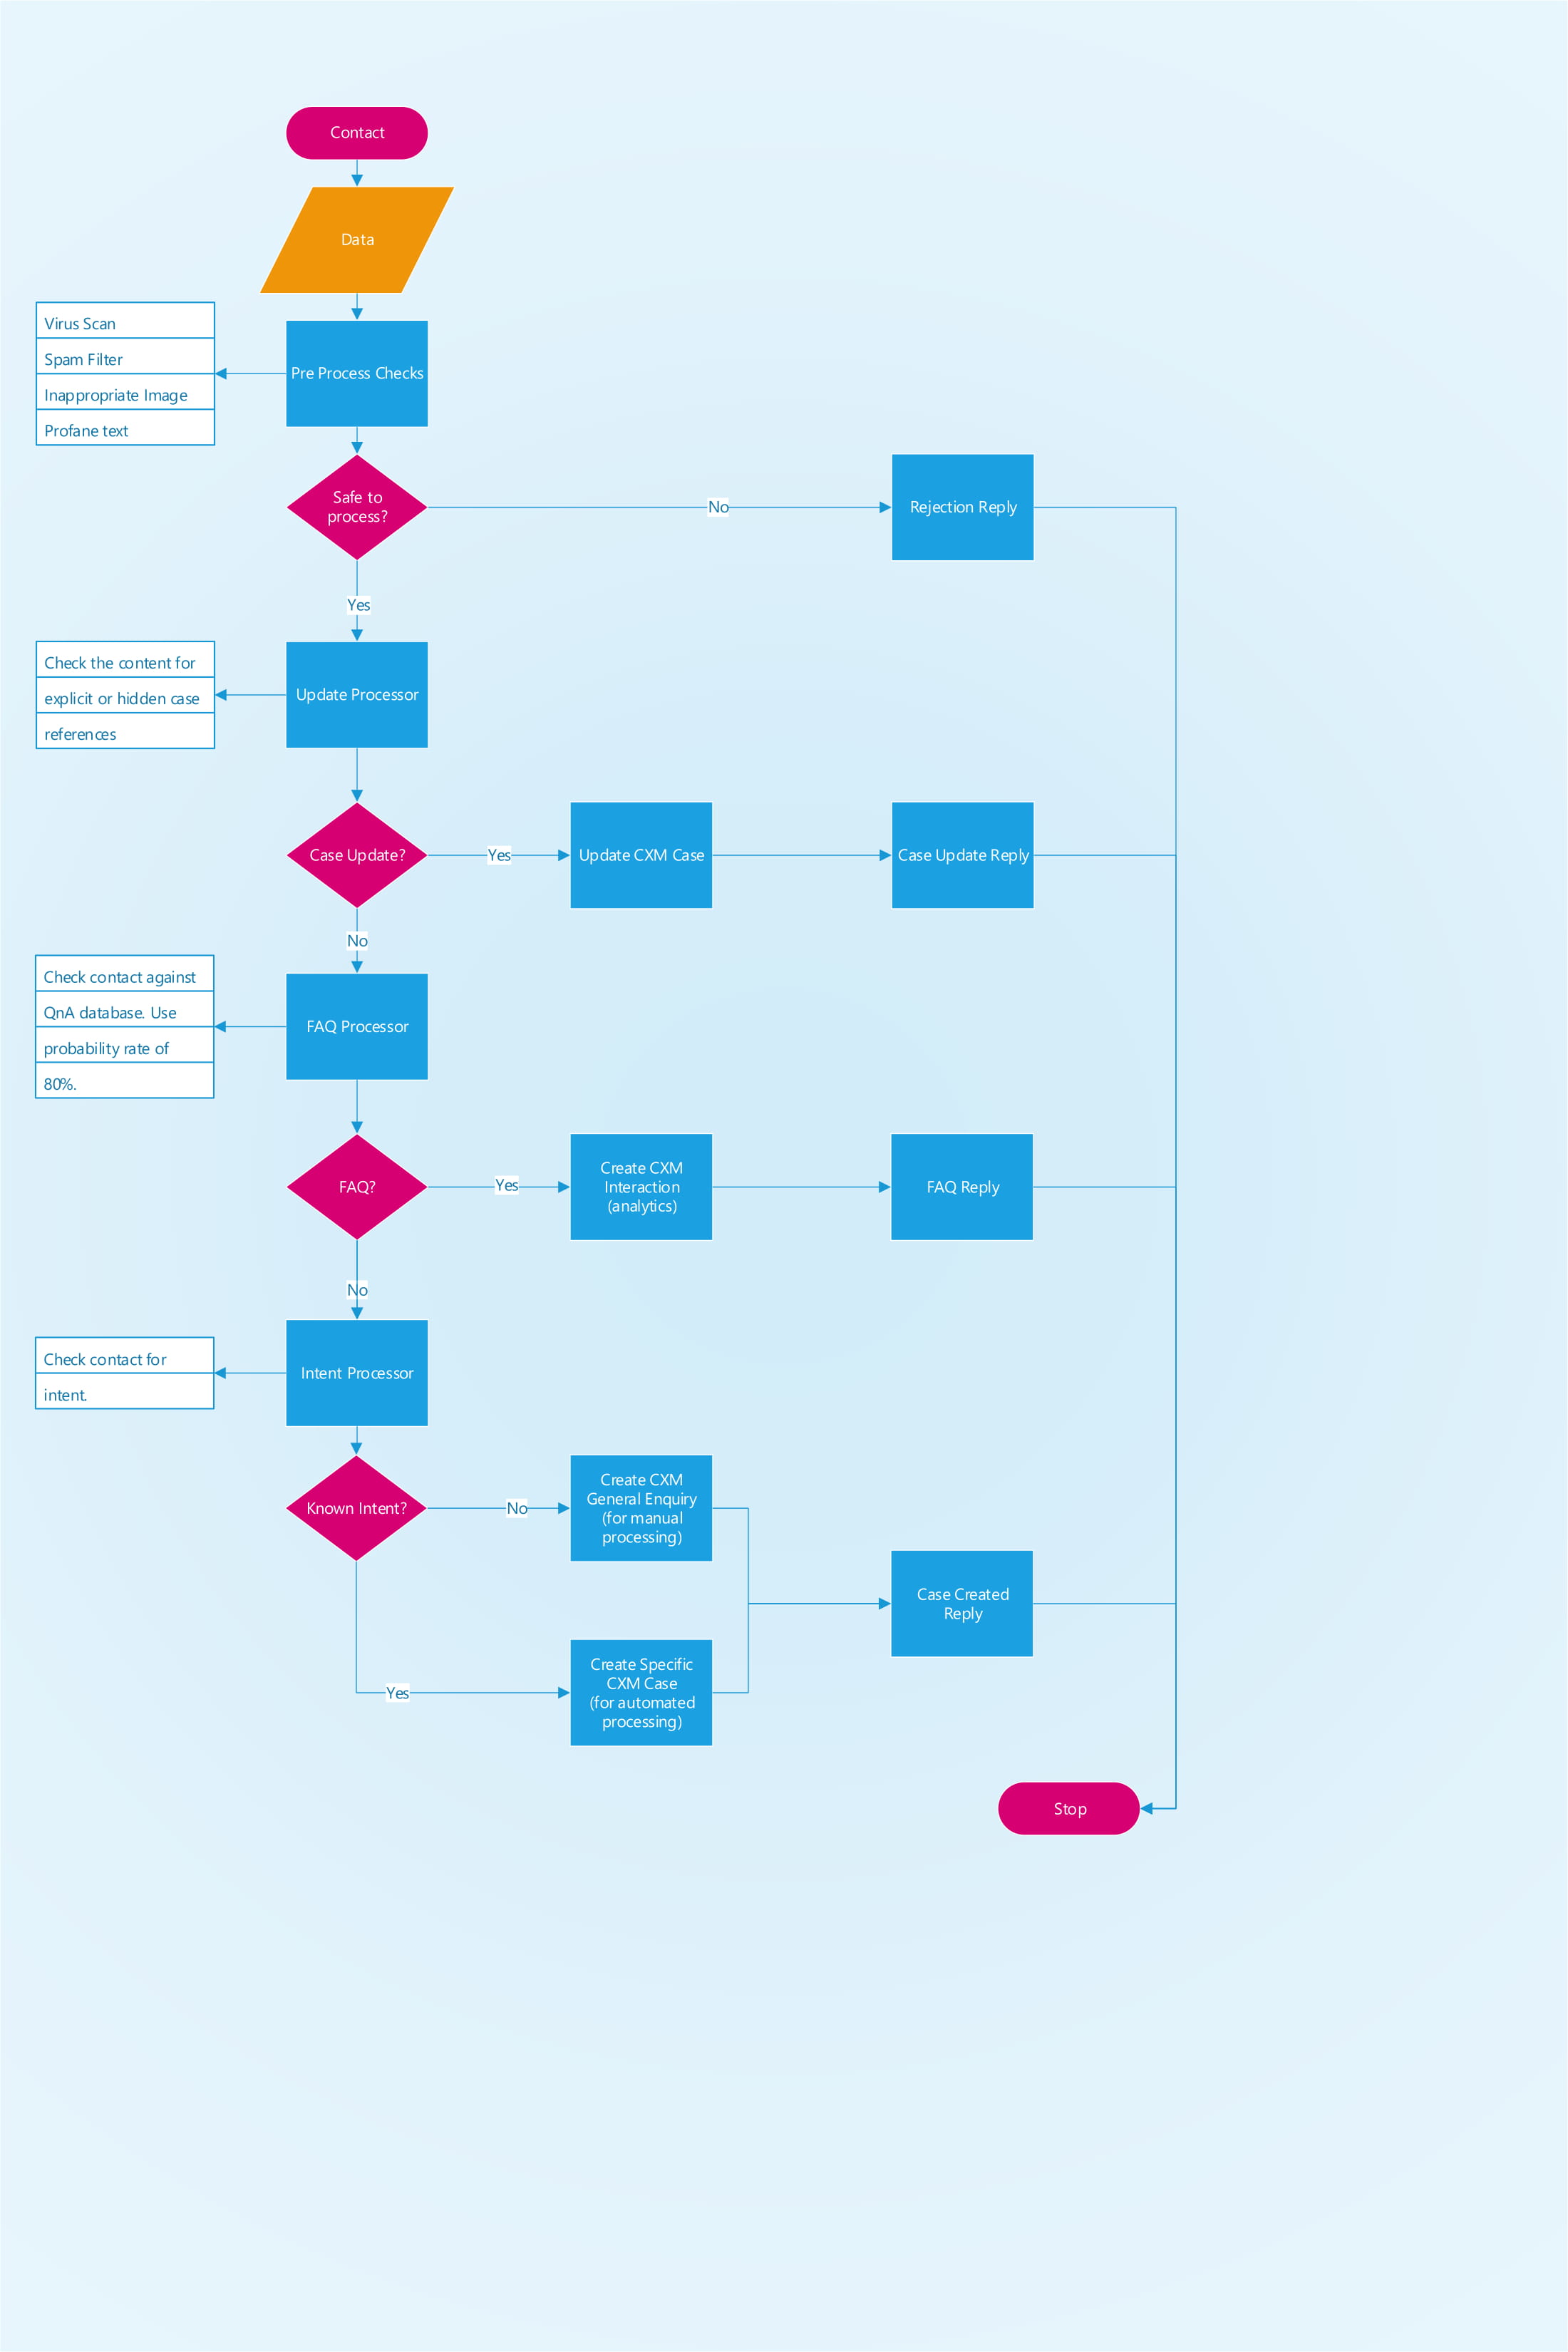 Contact
Data
Virus Scan
Spam Filter
Inappropriate Image
Profane text
Pre Process Checks
Safe to
process?
No
Rejection Reply
Yes
Check the content for
explicit or hidden case
references
Update Processor
Case Update?
Yes
Update CXM Case
Case Update Reply
No
Check contact against
QnA database. Use
probability rate of
80%.
FAQ Processor
FAQ?
Yes
Create CXM
Interaction
(analytics)
FAQ Reply
No
Check contact for
intent.
Intent Processor
Known Intent?
No
Create CXM
General Enquiry
(for manual
processing)
Case Created
Reply
Yes
Create Specific
CXM Case
(for automated
processing)
Stop